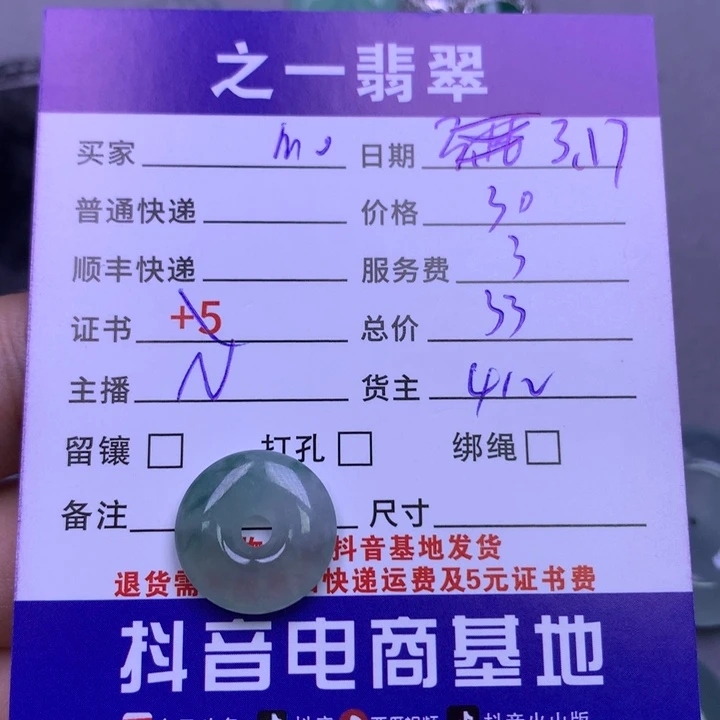 之一翡翠
买家 mo 日期 3.17
普通快递 价格 30
顺丰快递 服务费 3
证书 +5 总价 33
主播 N 货主 412
留镶 打孔 绑绳
备注 尺寸
抖音基地发货
退货需 快递运费及5元证书费
抖音电商基地
抖音